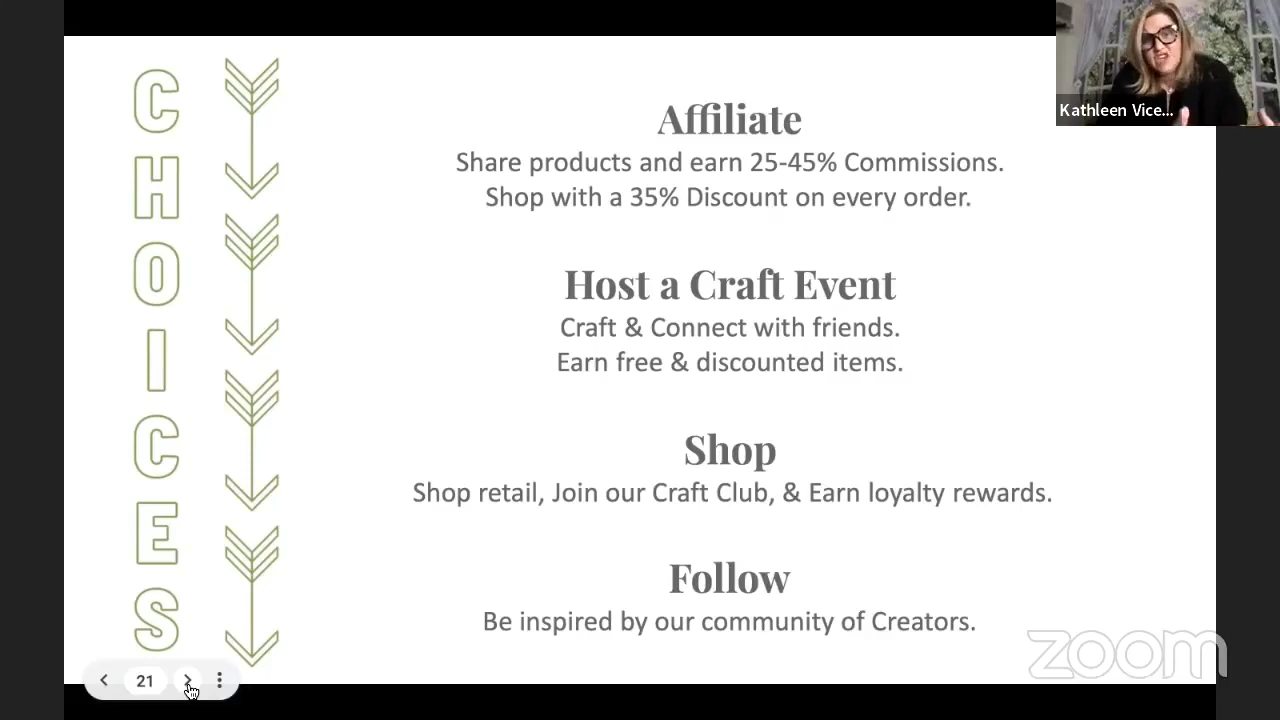 CHOICES
Affiliate
Share products and earn 25-45% Commissions.
Shop with a 35% Discount on every order.
Host a Craft Event
Craft & Connect with friends.
Earn free & discounted items.
Shop
Shop retail, Join our Craft Club, & Earn loyalty rewards.
Follow
Be inspired by our community of Creators.
Kathleen Vice...
zoom
21